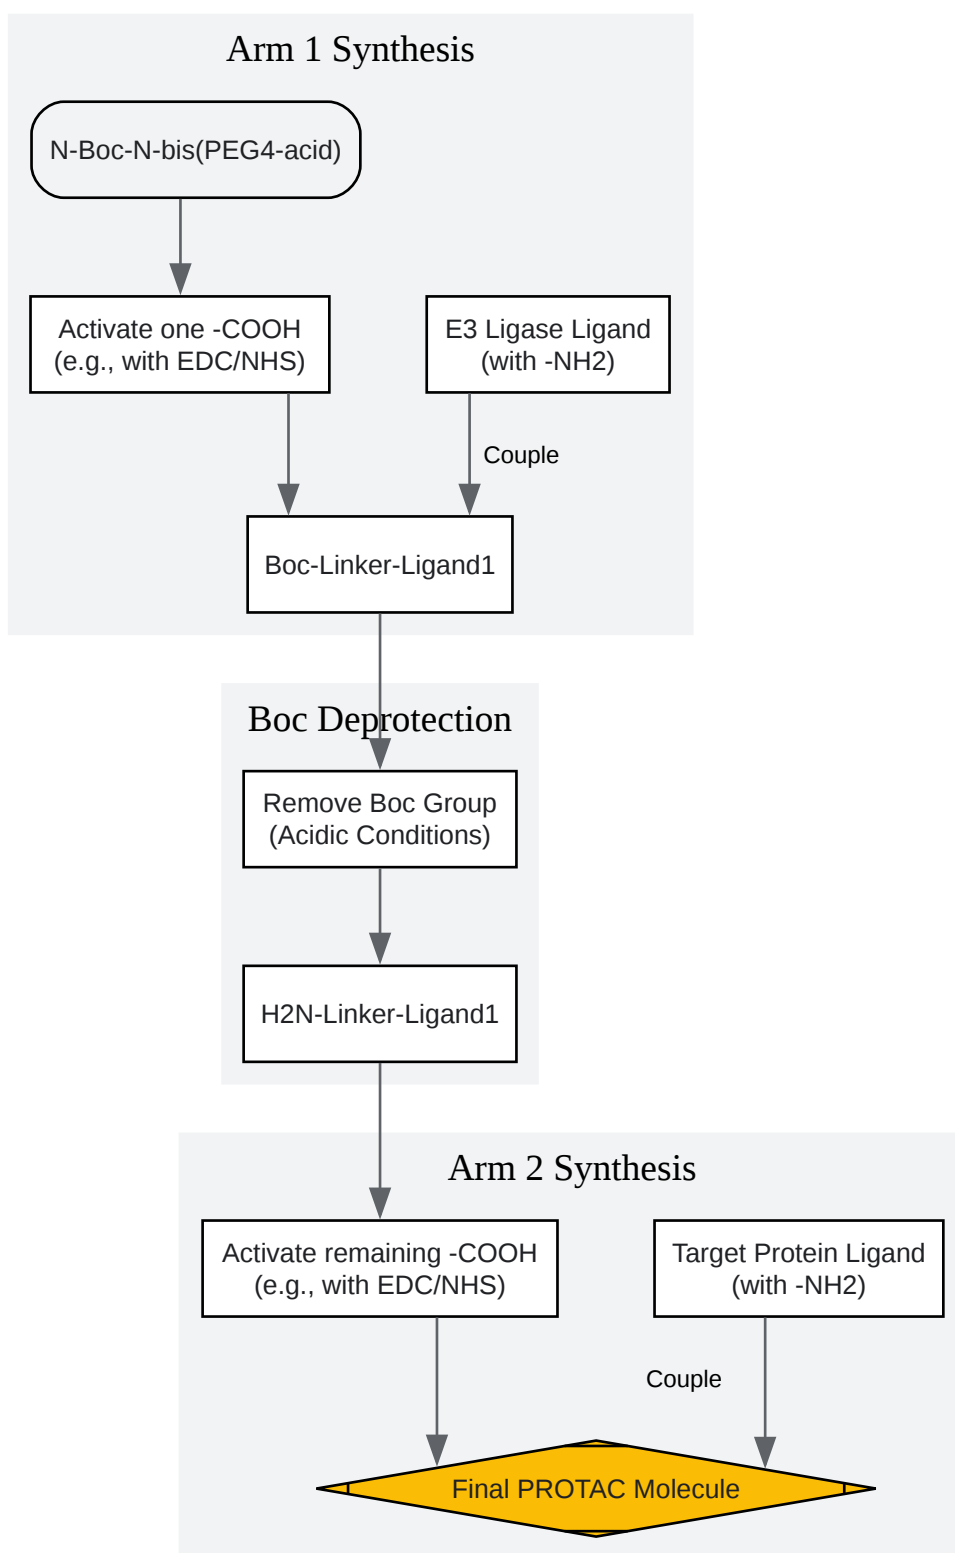 Arm 1 Synthesis
N-Boc-N-bis(PEG4-acid)
Activate one -COOH
(e.g., with EDC/NHS)
E3 Ligase Ligand
(with -NH2)
Couple
Boc-Linker-Ligand1
Boc Deprotection
Remove Boc Group
(Acidic Conditions)
H2N-Linker-Ligand1
Arm 2 Synthesis
Activate remaining -COOH
(e.g., with EDC/NHS)
Target Protein Ligand
(with -NH2)
Couple
Final PROTAC Molecule